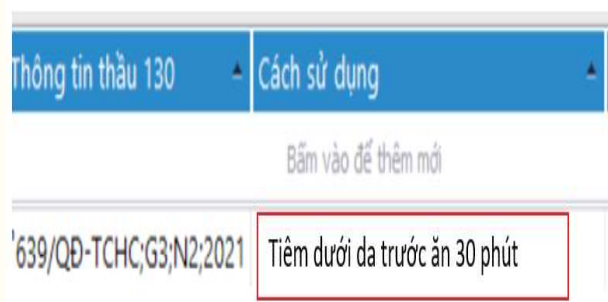 Thông tin thầu 130 Cách sử dụng
Bấm vào để thêm mới
639/QĐ-TCHC;G3;N2;2021 Tiêm dưới da trước ăn 30 phút